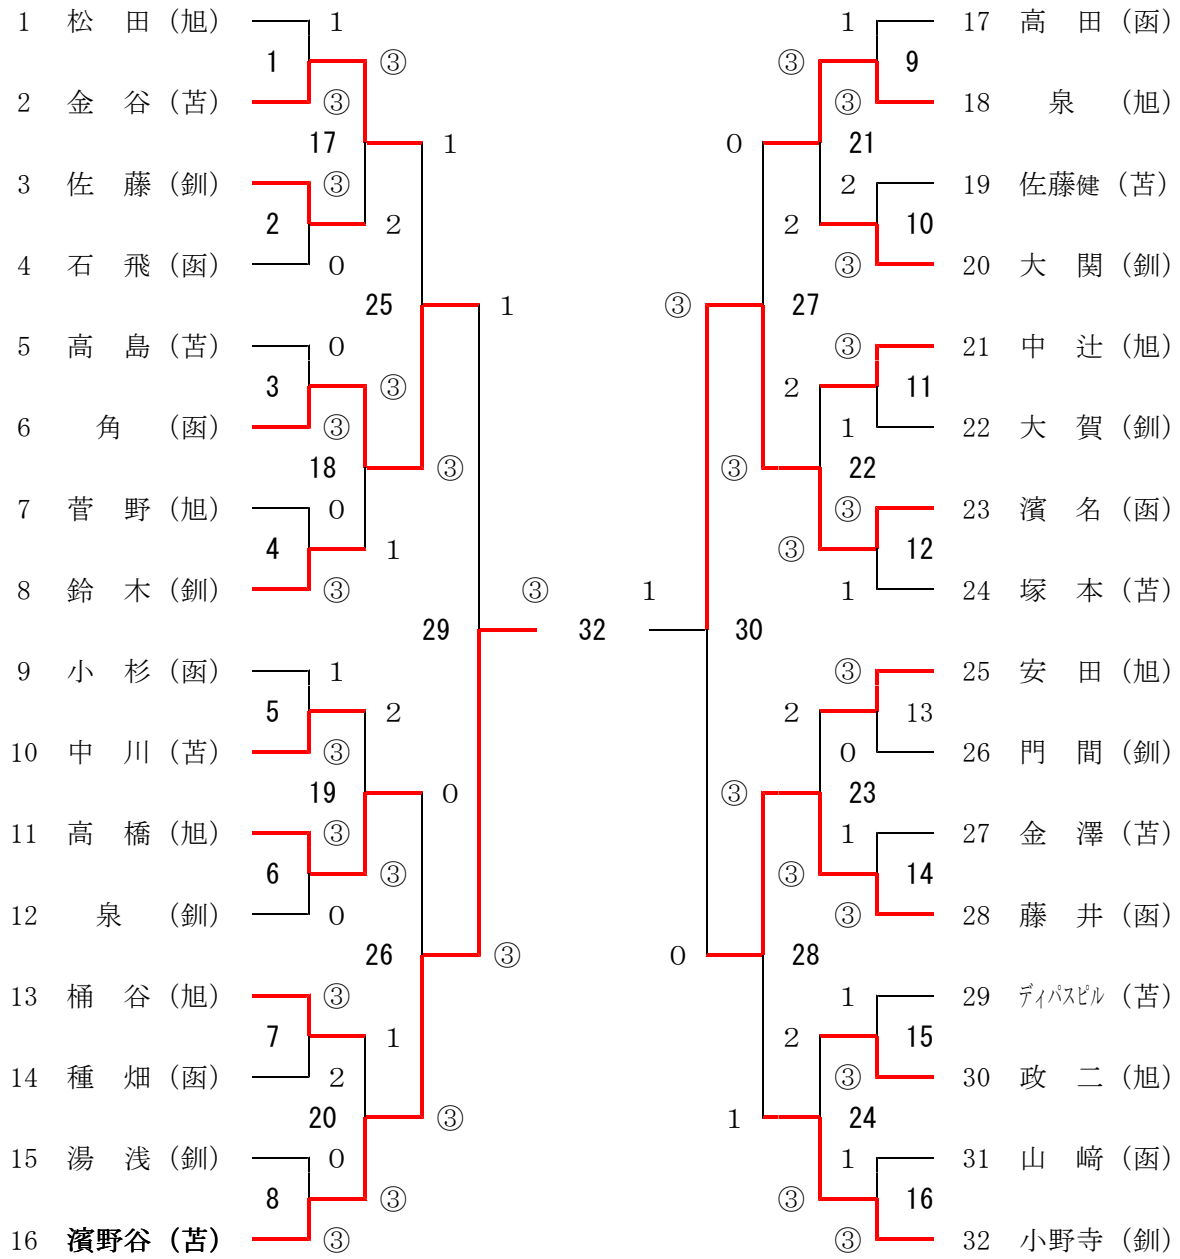 1 松 田 (旭) 1 1 17 高 田 (函)
1 ③ ③ 9
2 金 谷 (苫) ③ ③ 18 泉 (旭)
17 1 0 21
3 佐 藤 (釧) ③ 2 19 佐藤健 (苫)
2 2 2 10
4 石 飛 (函) 0 ③ 20 大 関 (釧)
25 1 ③ 27
5 高 島 (苫) 0 ③ 21 中 辻 (旭)
3 ③ 2 11
6 角 (函) ③ 1 22 大 賀 (釧)
18 ③ ③ 22
7 菅 野 (旭) 0 ③ 23 濱 名 (函)
4 1 ③ 12
8 鈴 木 (釧) ③ ③ 1 1 24 塚 本 (苫)
29 32 30
9 小 杉 (函) 1 ③ 25 安 田 (旭)
5 2 2 13
10 中 川 (苫) ③ 0 26 門 間 (釧)
19 0 ③ 23
11 高 橋 (旭) ③ 1 27 金 澤 (苫)
6 ③ ③ 14
12 泉 (釧) 0 ③ 28 藤 井 (函)
26 ③ 0 28
13 桶 谷 (旭) ③ 1 29 ディパスピル (苫)
7 1 2 15
14 種 畑 (函) 2 ③ 30 政 二 (旭)
20 ③ 1 24
15 湯 浅 (釧) 0 1 31 山 﨑 (函)
8 ③ ③ 16
16 濱野谷 (苫) ③ ③ 32 小野寺 (釧)